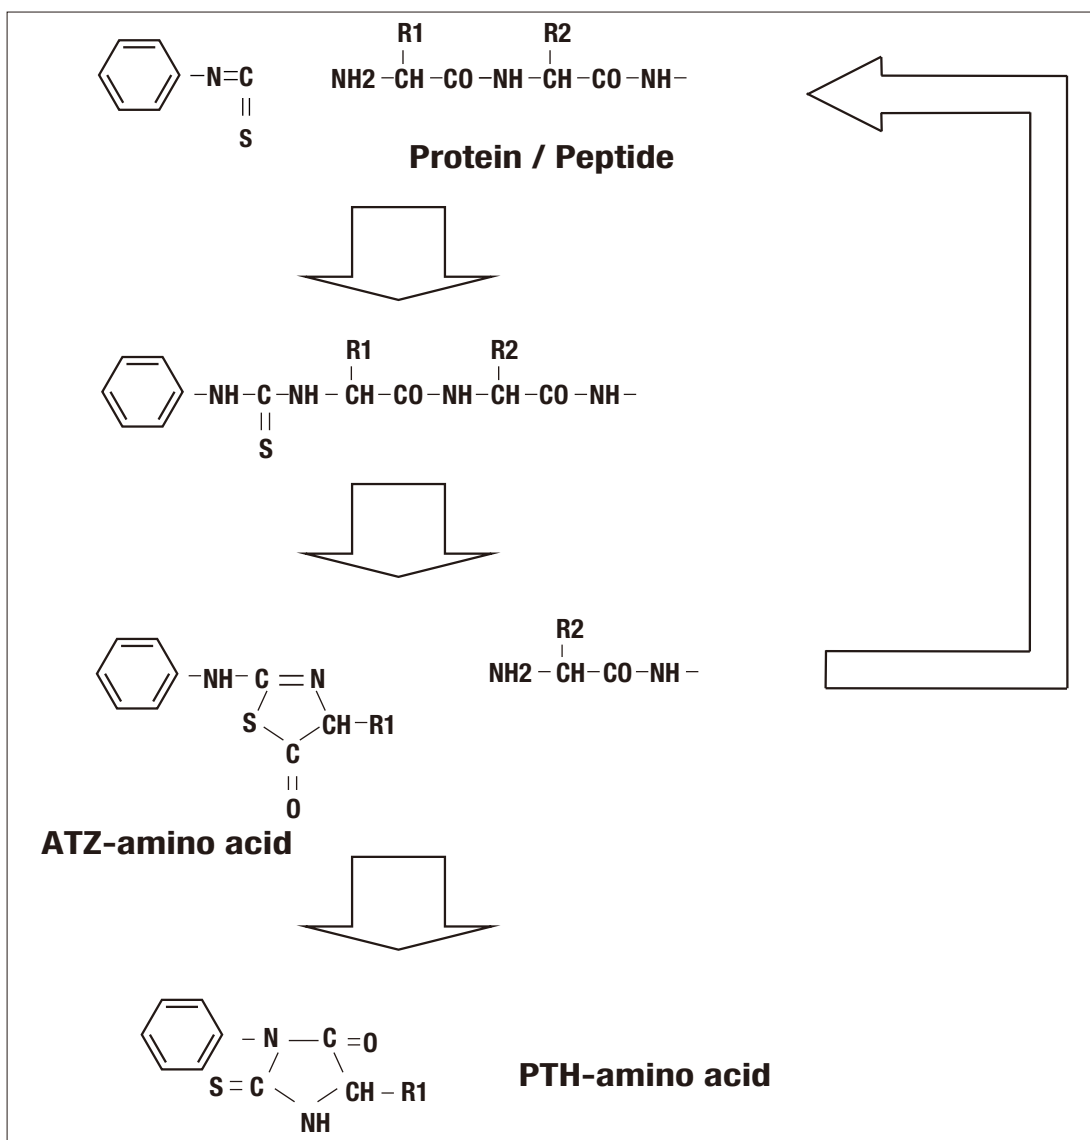 R1 R2
N=C NH2-CH-CO-NH-CH-CO-NH-
S
Protein / Peptide
R1 R2
-NH-C-NH-CH-CO-NH-CH-CO-NH-
S
R2
-NH-C=N NH2-CH-CO-NH-
S CH-R1
C
O
ATZ-amino acid
-N-C=O
S=C CH-R1
NH
PTH-amino acid